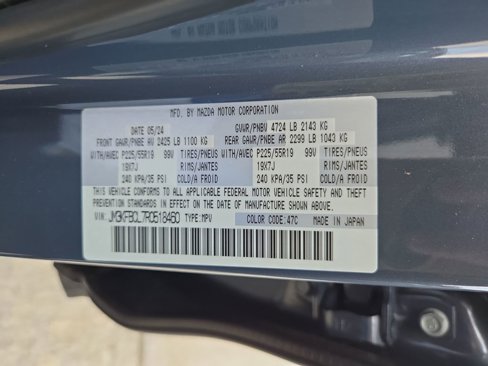 MFD. BY MAZDA MOTOR CORPORATION
DATE 05/24 GVWR/PNBV 4724 LB 2143 KG
FRONT GAWR/PNBE AV 2425 LB 1100 KG REAR GAWR/PNBE AR 2299 LB 1043 KG
WITH/AVEC P225/55R19 99V TIRES/PNEUS WITH/AVEC P225/55R19 99V TIRES/PNEUS
19X7J RIMS/JANTES 19X7J RIMS/JANTES
240 KPA/35 PSI COLD/A FROID 240 KPA/35 PSI COLD/A FROID
THIS VEHICLE CONFORMS TO ALL APPLICABLE FEDERAL MOTOR VEHICLE SAFETY AND THEFT
PREVENTION STANDARDS IN EFFECT ON THE DATE OF MANUFACTURE SHOWN ABOVE.
VIN: TYPE:MPV COLOR CODE:47C MADE IN JAPAN